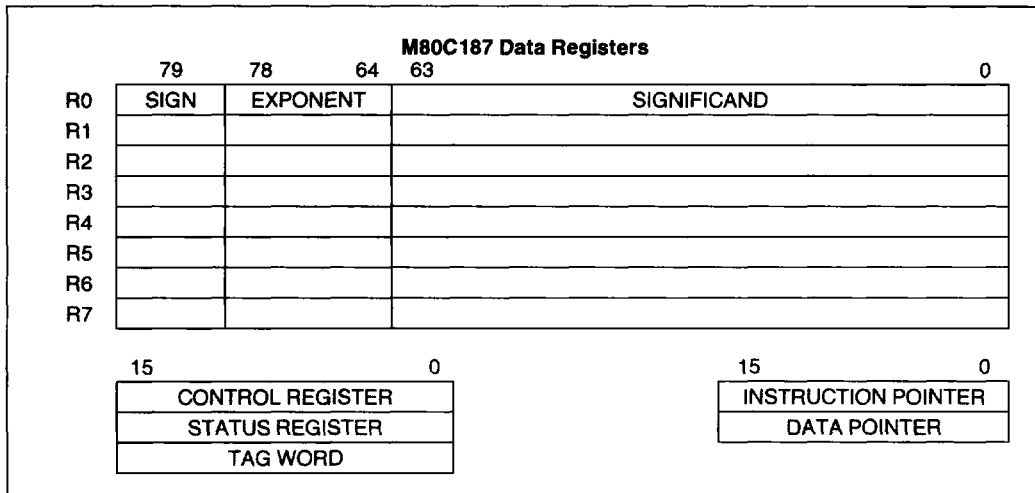 M80C187 Data Registers
79 78 64 63 0
R0 SIGN EXPONENT SIGNIFICAND
R1
R2
R3
R4
R5
R6
R7
15 0 15 0
CONTROL REGISTER INSTRUCTION POINTER
STATUS REGISTER DATA POINTER
TAG WORD